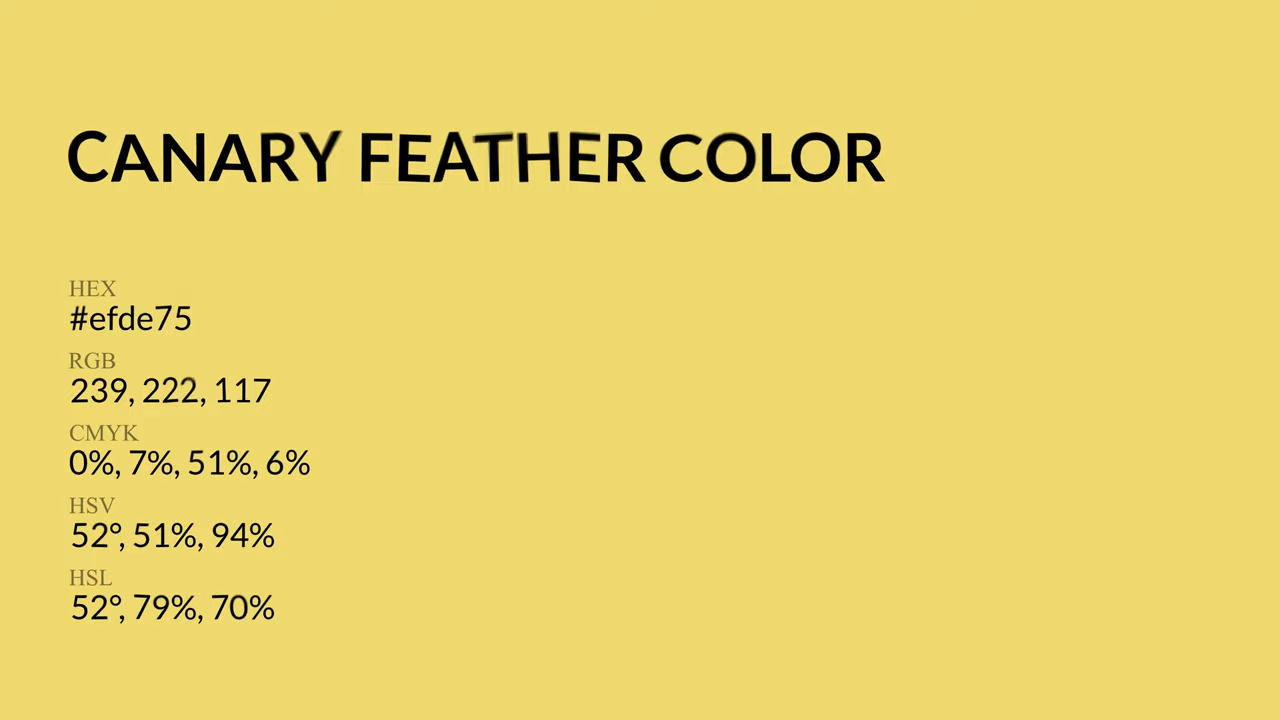 CANARY FEATHER COLOR
HEX
#efde75
RGB
239, 222, 117
CMYK
0%, 7%, 51%, 6%
HSV
52°, 51%, 94%
HSL
52°, 79%, 70%